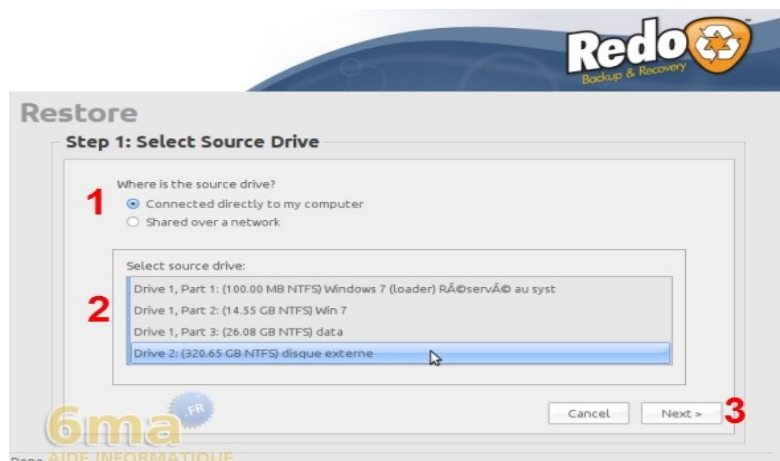 Redo
Backup & Recovery
Restore
Step 1: Select Source Drive
1
Where is the source drive?
Connected directly to my computer
Shared over a network
2
Select source drive:
Drive 1, Part 1: (100.00 MB NTFS) Windows 7 (loader) RÃ©servÃ© au syst
Drive 1, Part 2: (14.55 GB NTFS) Win 7
Drive 1, Part 3: (26.08 GB NTFS) data
Drive 2: (320.65 GB NTFS) disque externe
Cancel
Next >
3
6ma .FR
AIDE INFORMATIQUE